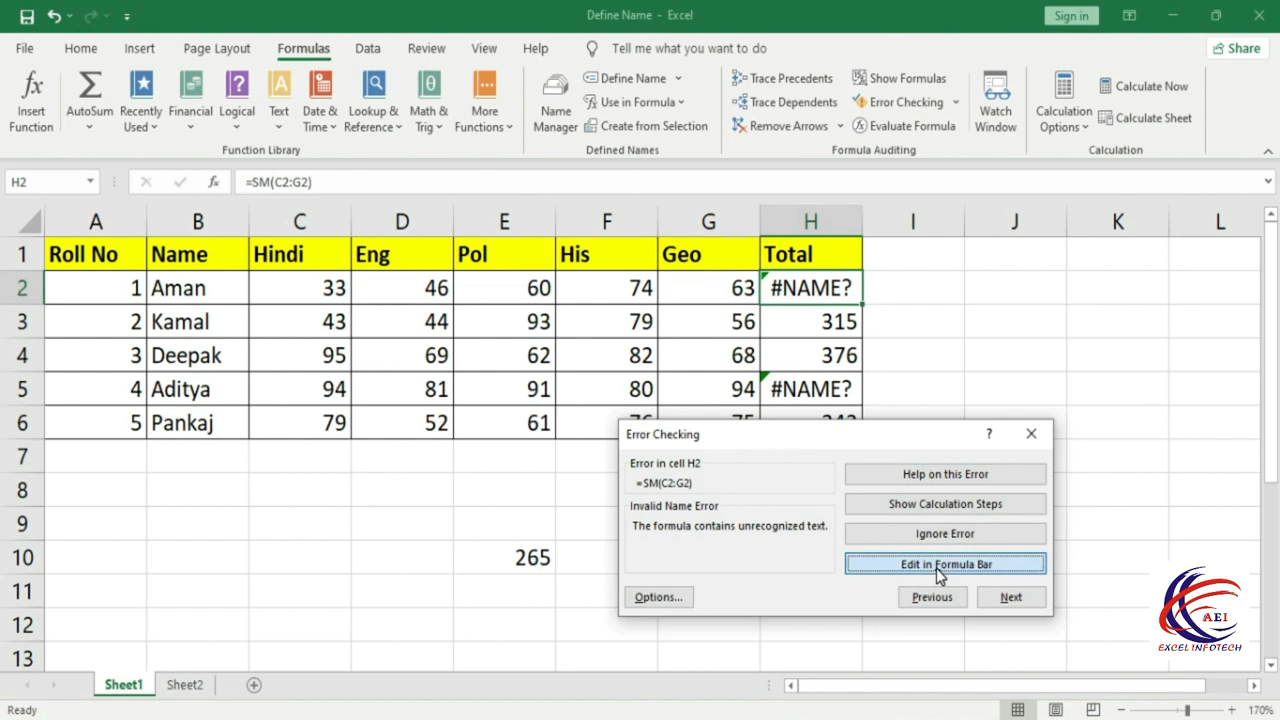 Define Name - Excel
Sign in
File Home Insert Page Layout Formulas Data Review View Help Tell me what you want to do Share
Insert Function
AutoSum
Recently Used
Financial
Logical
Text
Date & Time
Lookup & Reference
Math & Trig
More Functions
Function Library
Name Manager
Define Name
Use in Formula
Create from Selection
Defined Names
Trace Precedents
Trace Dependents
Remove Arrows
Show Formulas
Error Checking
Evaluate Formula
Formula Auditing
Watch Window
Calculation Options
Calculate Now
Calculate Sheet
Calculation
H2 fx =SM(C2:G2)
A B C D E F G H I J K L
1 Roll No Name Hindi Eng Pol His Geo Total
2 1 Aman 33 46 60 74 63 #NAME?
3 2 Kamal 43 44 93 79 56 315
4 3 Deepak 95 69 62 82 68 376
5 4 Aditya 94 81 91 80 94 #NAME?
6 5 Pankaj 79 52 61
7
8
9
10 265
11
12
13
Error Checking ?
Error in cell H2
=SM(C2:G2)
Invalid Name Error
The formula contains unrecognized text.
Help on this Error
Show Calculation Steps
Ignore Error
Edit in Formula Bar
Options...
Previous
Next
AEI
EXCEL INFOTECH
Sheet1 Sheet2
Ready
170%